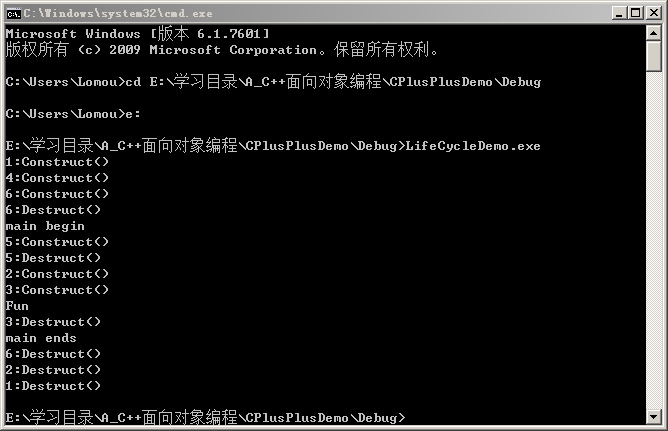 C:\Windows\system32\cmd.exe
Microsoft Windows [版本 6.1.7601]
版权所有 (c) 2009 Microsoft Corporation。保留所有权利。
C:\Users\Lomou>cd E:\学习目录\A_C++面向对象编程\CPlusPlusDemo\Debug
C:\Users\Lomou>e:
E:\学习目录\A_C++面向对象编程\CPlusPlusDemo\Debug>LifeCycleDemo.exe
1:Construct()
4:Construct()
6:Construct()
6:Destruct()
main begin
5:Construct()
5:Destruct()
2:Construct()
3:Construct()
Fun
3:Destruct()
main ends
6:Destruct()
2:Destruct()
1:Destruct()
E:\学习目录\A_C++面向对象编程\CPlusPlusDemo\Debug>